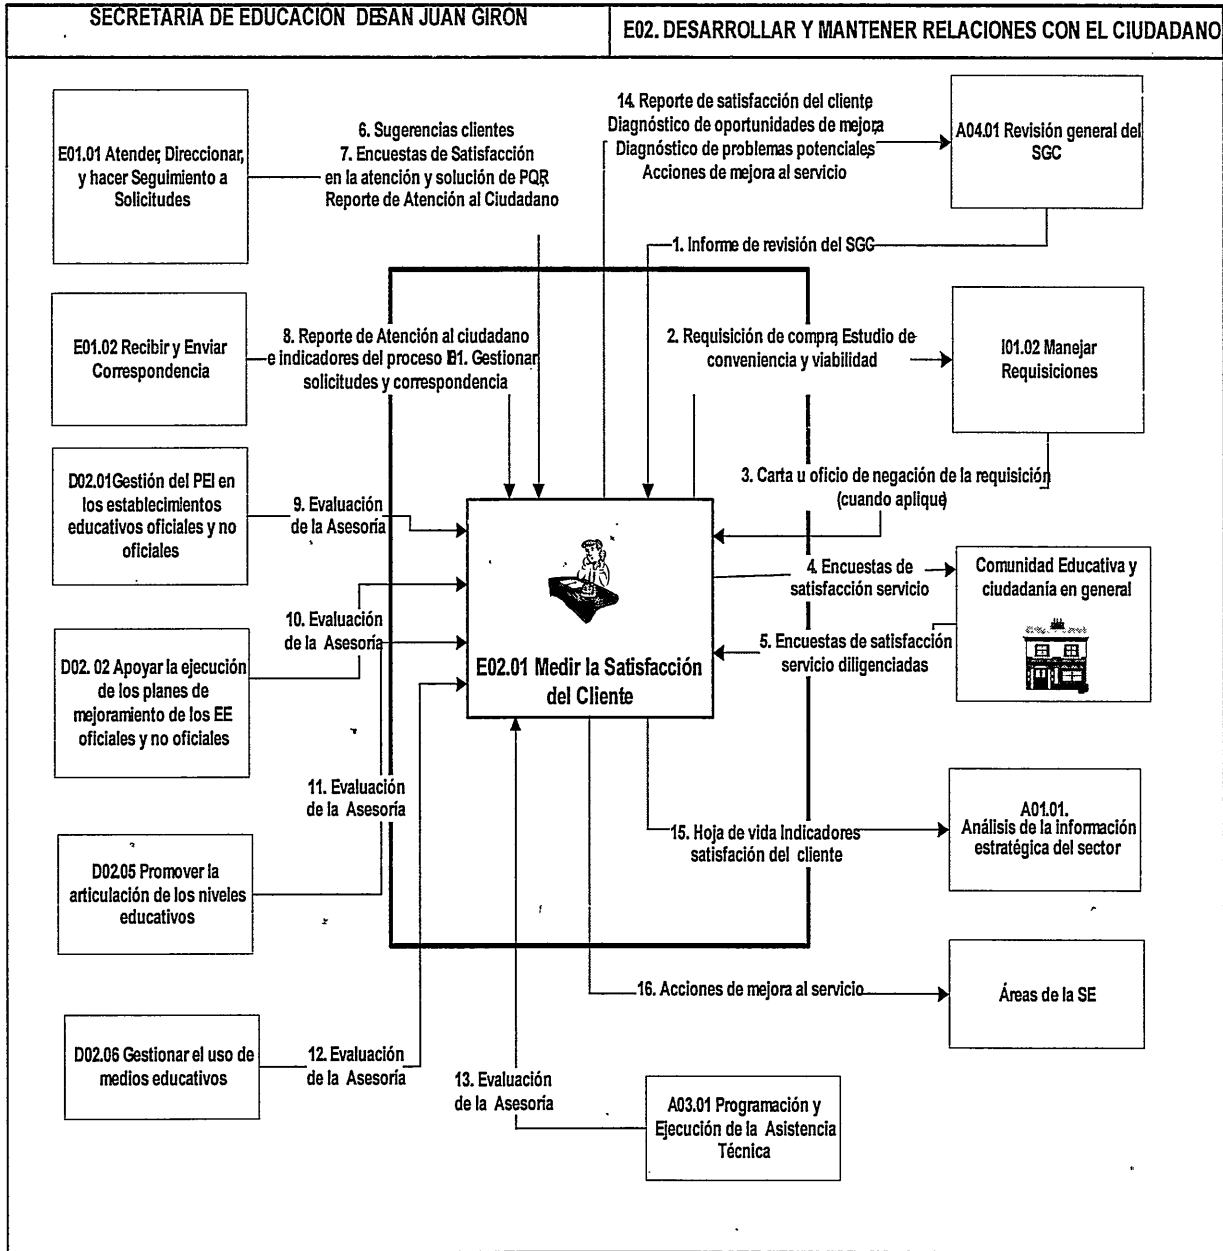 SECRETARIA DE EDUCACIÓN DESAN JUAN GIRÓN
E02. DESARROLLAR Y MANTENER RELACIONES CON EL CIUDADANO
E01.01 Atender, Direccionar,
y hacer Seguimiento a
Solicitudes
6. Sugerencias clientes
7. Encuestas de Satisfacción
en la atención y solución de PQR
Reporte de Atención al Ciudadano
14. Reporte de satisfacción del cliente
Diagnóstico de oportunidades de mejora
Diagnóstico de problemas potenciales
Acciones de mejora al servicio
A04.01 Revisión general del
SGC
1. Informe de revisión del SGC
E01.02 Recibir y Enviar
Correspondencia
8. Reporte de Atención al ciudadano
e indicadores del proceso E01. Gestionar
solicitudes y correspondencia
2. Requisición de compra Estudio de
conveniencia y viabilidad
I01.02 Manejar
Requisiciones
3. Carta u oficio de negación de la requisición
(cuando aplique)
D02.01Gestión del PEI en
los establecimientos
educativos oficiales y no
oficiales
9. Evaluación
de la Asesoría
4. Encuestas de
satisfacción servicio
Comunidad Educativa y
ciudadanía en general
10. Evaluación
de la Asesoría
5. Encuestas de satisfacción
servicio diligenciadas
E02.01 Medir la Satisfacción
del Cliente
D02. 02 Apoyar la ejecución
de los planes de
mejoramiento de los EE
oficiales y no oficiales
11. Evaluación
de la Asesoría
15. Hoja de vida Indicadores
satisfación del cliente
A01.01.
Análisis de la información
estratégica del sector
D02.05 Promover la
articulación de los niveles
educativos
16. Acciones de mejora al servicio
Áreas de la SE
D02.06 Gestionar el uso de
medios educativos
12. Evaluación
de la Asesoría
13. Evaluación
de la Asesoría
A03.01 Programación y
Ejecución de la Asistencia
Técnica